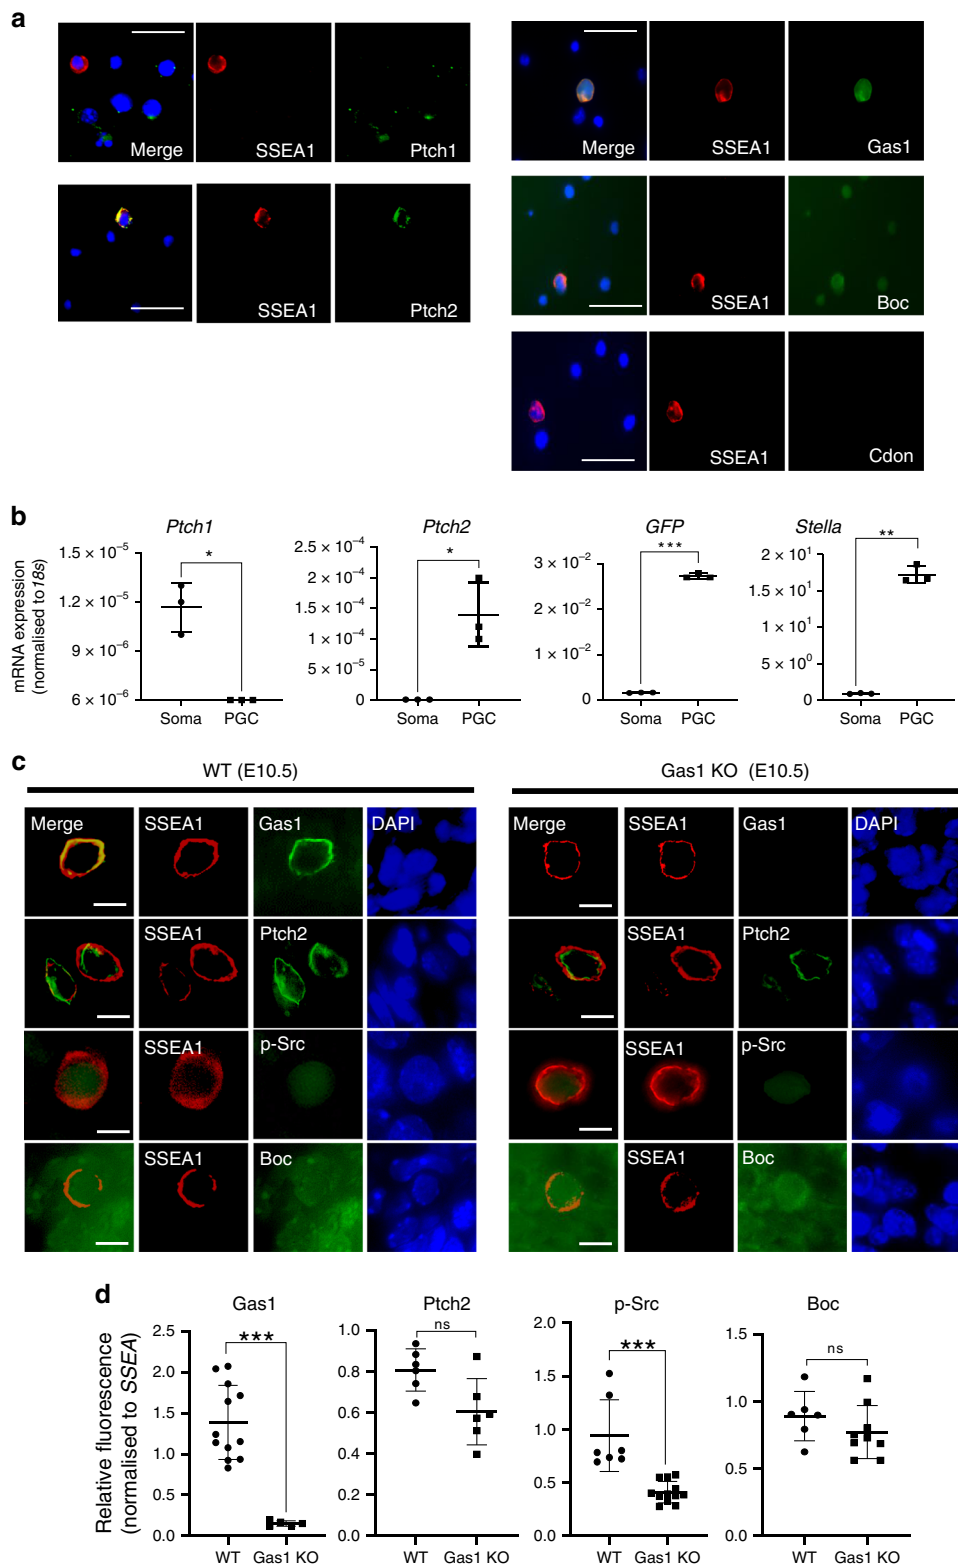 a
Merge SSEA1 Ptch1
SSEA1 Ptch2
Merge SSEA1 Gas1
SSEA1 Boc
SSEA1 Cdon
b
mRNA expression
(normalised to 18s)
Ptch1
*
1.5 × 10⁻⁵
1.2 × 10⁻⁵
9 × 10⁻⁶
6 × 10⁻⁶
Soma PGC
Ptch2
*
2.5 × 10⁻⁴
2 × 10⁻⁴
1 × 10⁻⁴
1 × 10⁻⁴
5 × 10⁻⁵
0
Soma PGC
GFP
***
3 × 10⁻²
2 × 10⁻²
1 × 10⁻²
0
Soma PGC
Stella
**
2 × 10¹
1 × 10¹
1 × 10¹
5 × 10⁰
0
Soma PGC
c
WT (E10.5)
Merge SSEA1 Gas1 DAPI
SSEA1 Ptch2
SSEA1 p-Src
SSEA1 Boc
Gas1 KO (E10.5)
Merge SSEA1 Gas1 DAPI
SSEA1 Ptch2
SSEA1 p-Src
SSEA1 Boc
d
Relative fluorescence
(normalised to SSEA)
Gas1
***
2.5
2.0
1.5
1.0
0.5
0.0
WT Gas1 KO
Ptch2
ns
1.0
0.8
0.6
0.4
0.2
0.0
WT Gas1 KO
p-Src
***
2.0
1.5
1.0
0.5
0.0
WT Gas1 KO
Boc
ns
1.5
1.0
0.5
0.0
WT Gas1 KO